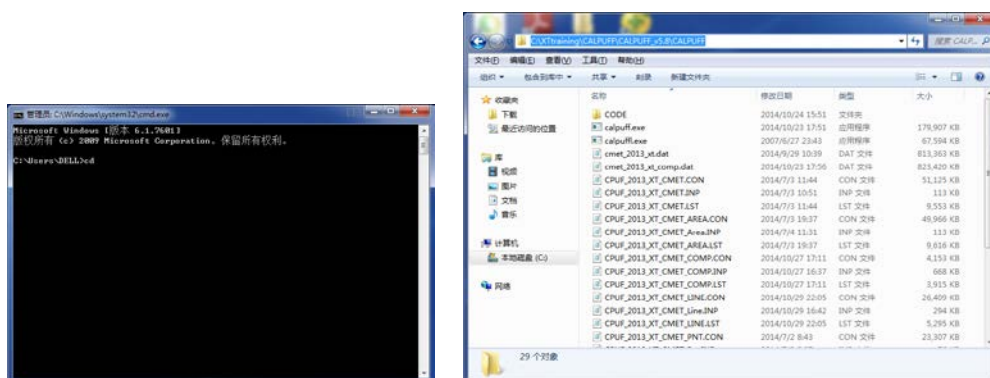 管理员: C:\Windows\system32\cmd.exe
Microsoft Windows [版本 6.1.7601]
版权所有 (c) 2009 Microsoft Corporation。保留所有权利。
C:\Users\DELL>cd
C:\XTtraining\CALPUFF\CALPUFF_v5.8\CALPUFF
搜索 CALP...
文件(F) 编辑(E) 查看(V) 工具(T) 帮助(H)
组织 包含到库中 共享 刻录 新建文件夹
收藏夹
下载
最近访问的位置
库
视频
图片
文档
音乐
计算机
本地磁盘 (C:)
网络
名称 修改日期 类型 大小
CODE 2014/10/24 15:51 文件夹
calpuff.exe 2014/10/23 17:51 应用程序 179,907 KB
calpuffl.exe 2007/6/27 23:43 应用程序 67,594 KB
cmet_2013_xt.dat 2014/9/29 10:39 DAT 文件 813,363 KB
cmet_2013_xt_comp.dat 2014/10/23 17:56 DAT 文件 823,420 KB
CPUF_2013_XT_CMET.CON 2014/7/3 11:44 CON 文件 51,125 KB
CPUF_2013_XT_CMET.INP 2014/7/3 10:51 INP 文件 113 KB
CPUF_2013_XT_CMET.LST 2014/7/3 11:44 LST 文件 9,553 KB
CPUF_2013_XT_CMET_AREA.CON 2014/7/3 19:37 CON 文件 49,966 KB
CPUF_2013_XT_CMET_Area.INP 2014/7/4 11:31 INP 文件 113 KB
CPUF_2013_XT_CMET_AREA.LST 2014/7/3 19:37 LST 文件 9,616 KB
CPUF_2013_XT_CMET_COMP.CON 2014/10/27 17:11 CON 文件 4,153 KB
CPUF_2013_XT_CMET_COMP.INP 2014/10/27 16:37 INP 文件 668 KB
CPUF_2013_XT_CMET_COMP.LST 2014/10/27 17:11 LST 文件 3,915 KB
CPUF_2013_XT_CMET_LINE.CON 2014/10/29 22:05 CON 文件 26,409 KB
CPUF_2013_XT_CMET_Line.INP 2014/10/29 16:42 INP 文件 294 KB
CPUF_2013_XT_CMET_LINE.LST 2014/10/29 22:05 LST 文件 5,295 KB
CPUF_2013_XT_CMET_PNT.CON 2014/7/2 8:43 CON 文件 23,307 KB
29 个对象